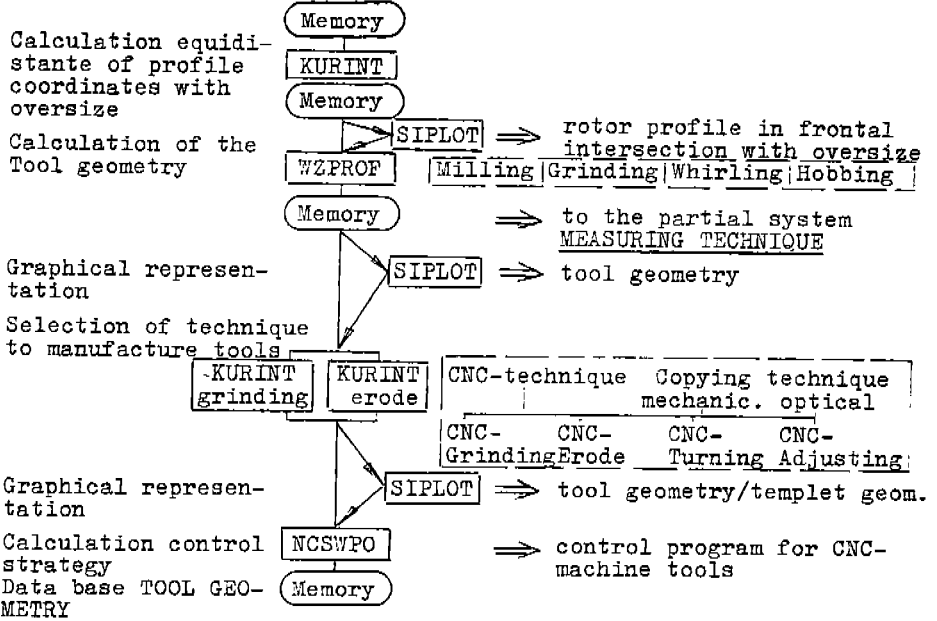 Memory
Calculation equidi-
stante of profile
coordinates with
oversize
KURINT
Memory
Calculation of the
Tool geometry
SIPLOT
rotor profile in frontal
intersection with oversize
WZPROF
Milling Grinding Whirling Hobbing
Memory
to the partial system
MEASURING TECHNIQUE
Graphical represen-
tation
SIPLOT
tool geometry
Selection of technique
to manufacture tools
KURINT
grinding
KURINT
erode
CNC-technique Copying technique
mechanic. optical
CNC- CNC- CNC- CNC-
Grinding Erode Turning Adjusting
Graphical represen-
tation
SIPLOT
tool geometry/templet geom.
Calculation control
strategy
NCSWPO
control program for CNC-
machine tools
Data base TOOL GEO-
METRY
Memory